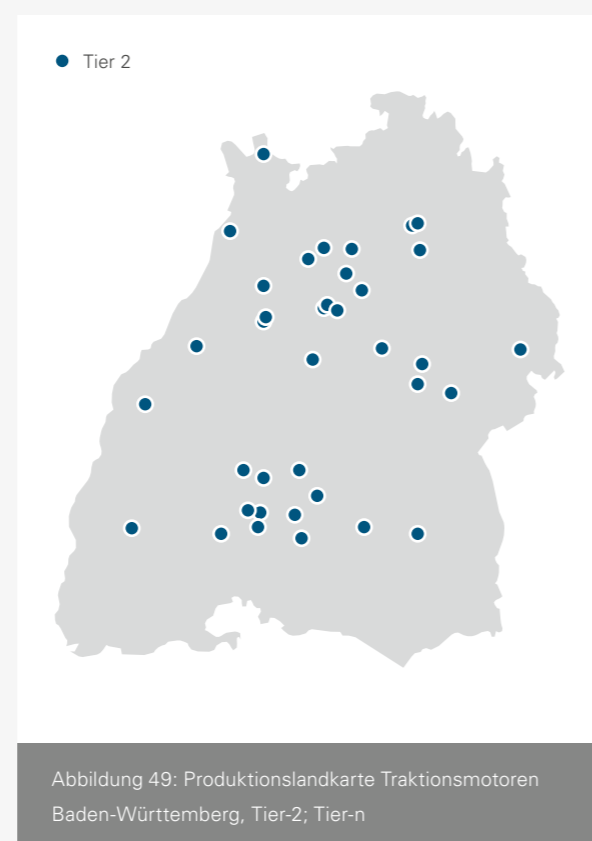 Tier 2
Abbildung 49: Produktionslandkarte Traktionsmotoren
Baden-Württemberg, Tier-2; Tier-n